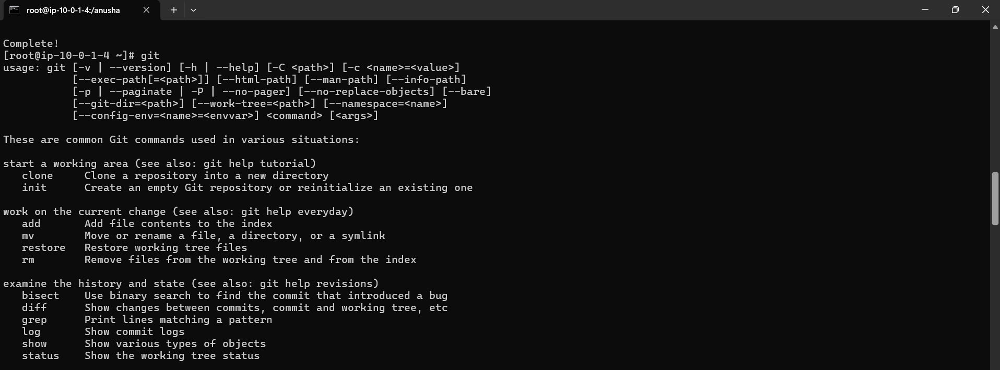 root@ip-10-0-1-4:/anusha
Complete!
[root@ip-10-0-1-4 ~]# git
usage: git [-v | --version] [-h | --help] [-C <path>] [-c <name>=<value>]
           [--exec-path[=<path>]] [--html-path] [--man-path] [--info-path]
           [-p | --paginate | -P | --no-pager] [--no-replace-objects] [--bare]
           [--git-dir=<path>] [--work-tree=<path>] [--namespace=<name>]
           [--config-env=<name>=<envvar>] <command> [<args>]
These are common Git commands used in various situations:
start a working area (see also: git help tutorial)
   clone     Clone a repository into a new directory
   init      Create an empty Git repository or reinitialize an existing one
work on the current change (see also: git help everyday)
   add       Add file contents to the index
   mv        Move or rename a file, a directory, or a symlink
   restore   Restore working tree files
   rm        Remove files from the working tree and from the index
examine the history and state (see also: git help revisions)
   bisect    Use binary search to find the commit that introduced a bug
   diff      Show changes between commits, commit and working tree, etc
   grep      Print lines matching a pattern
   log       Show commit logs
   show      Show various types of objects
   status    Show the working tree status